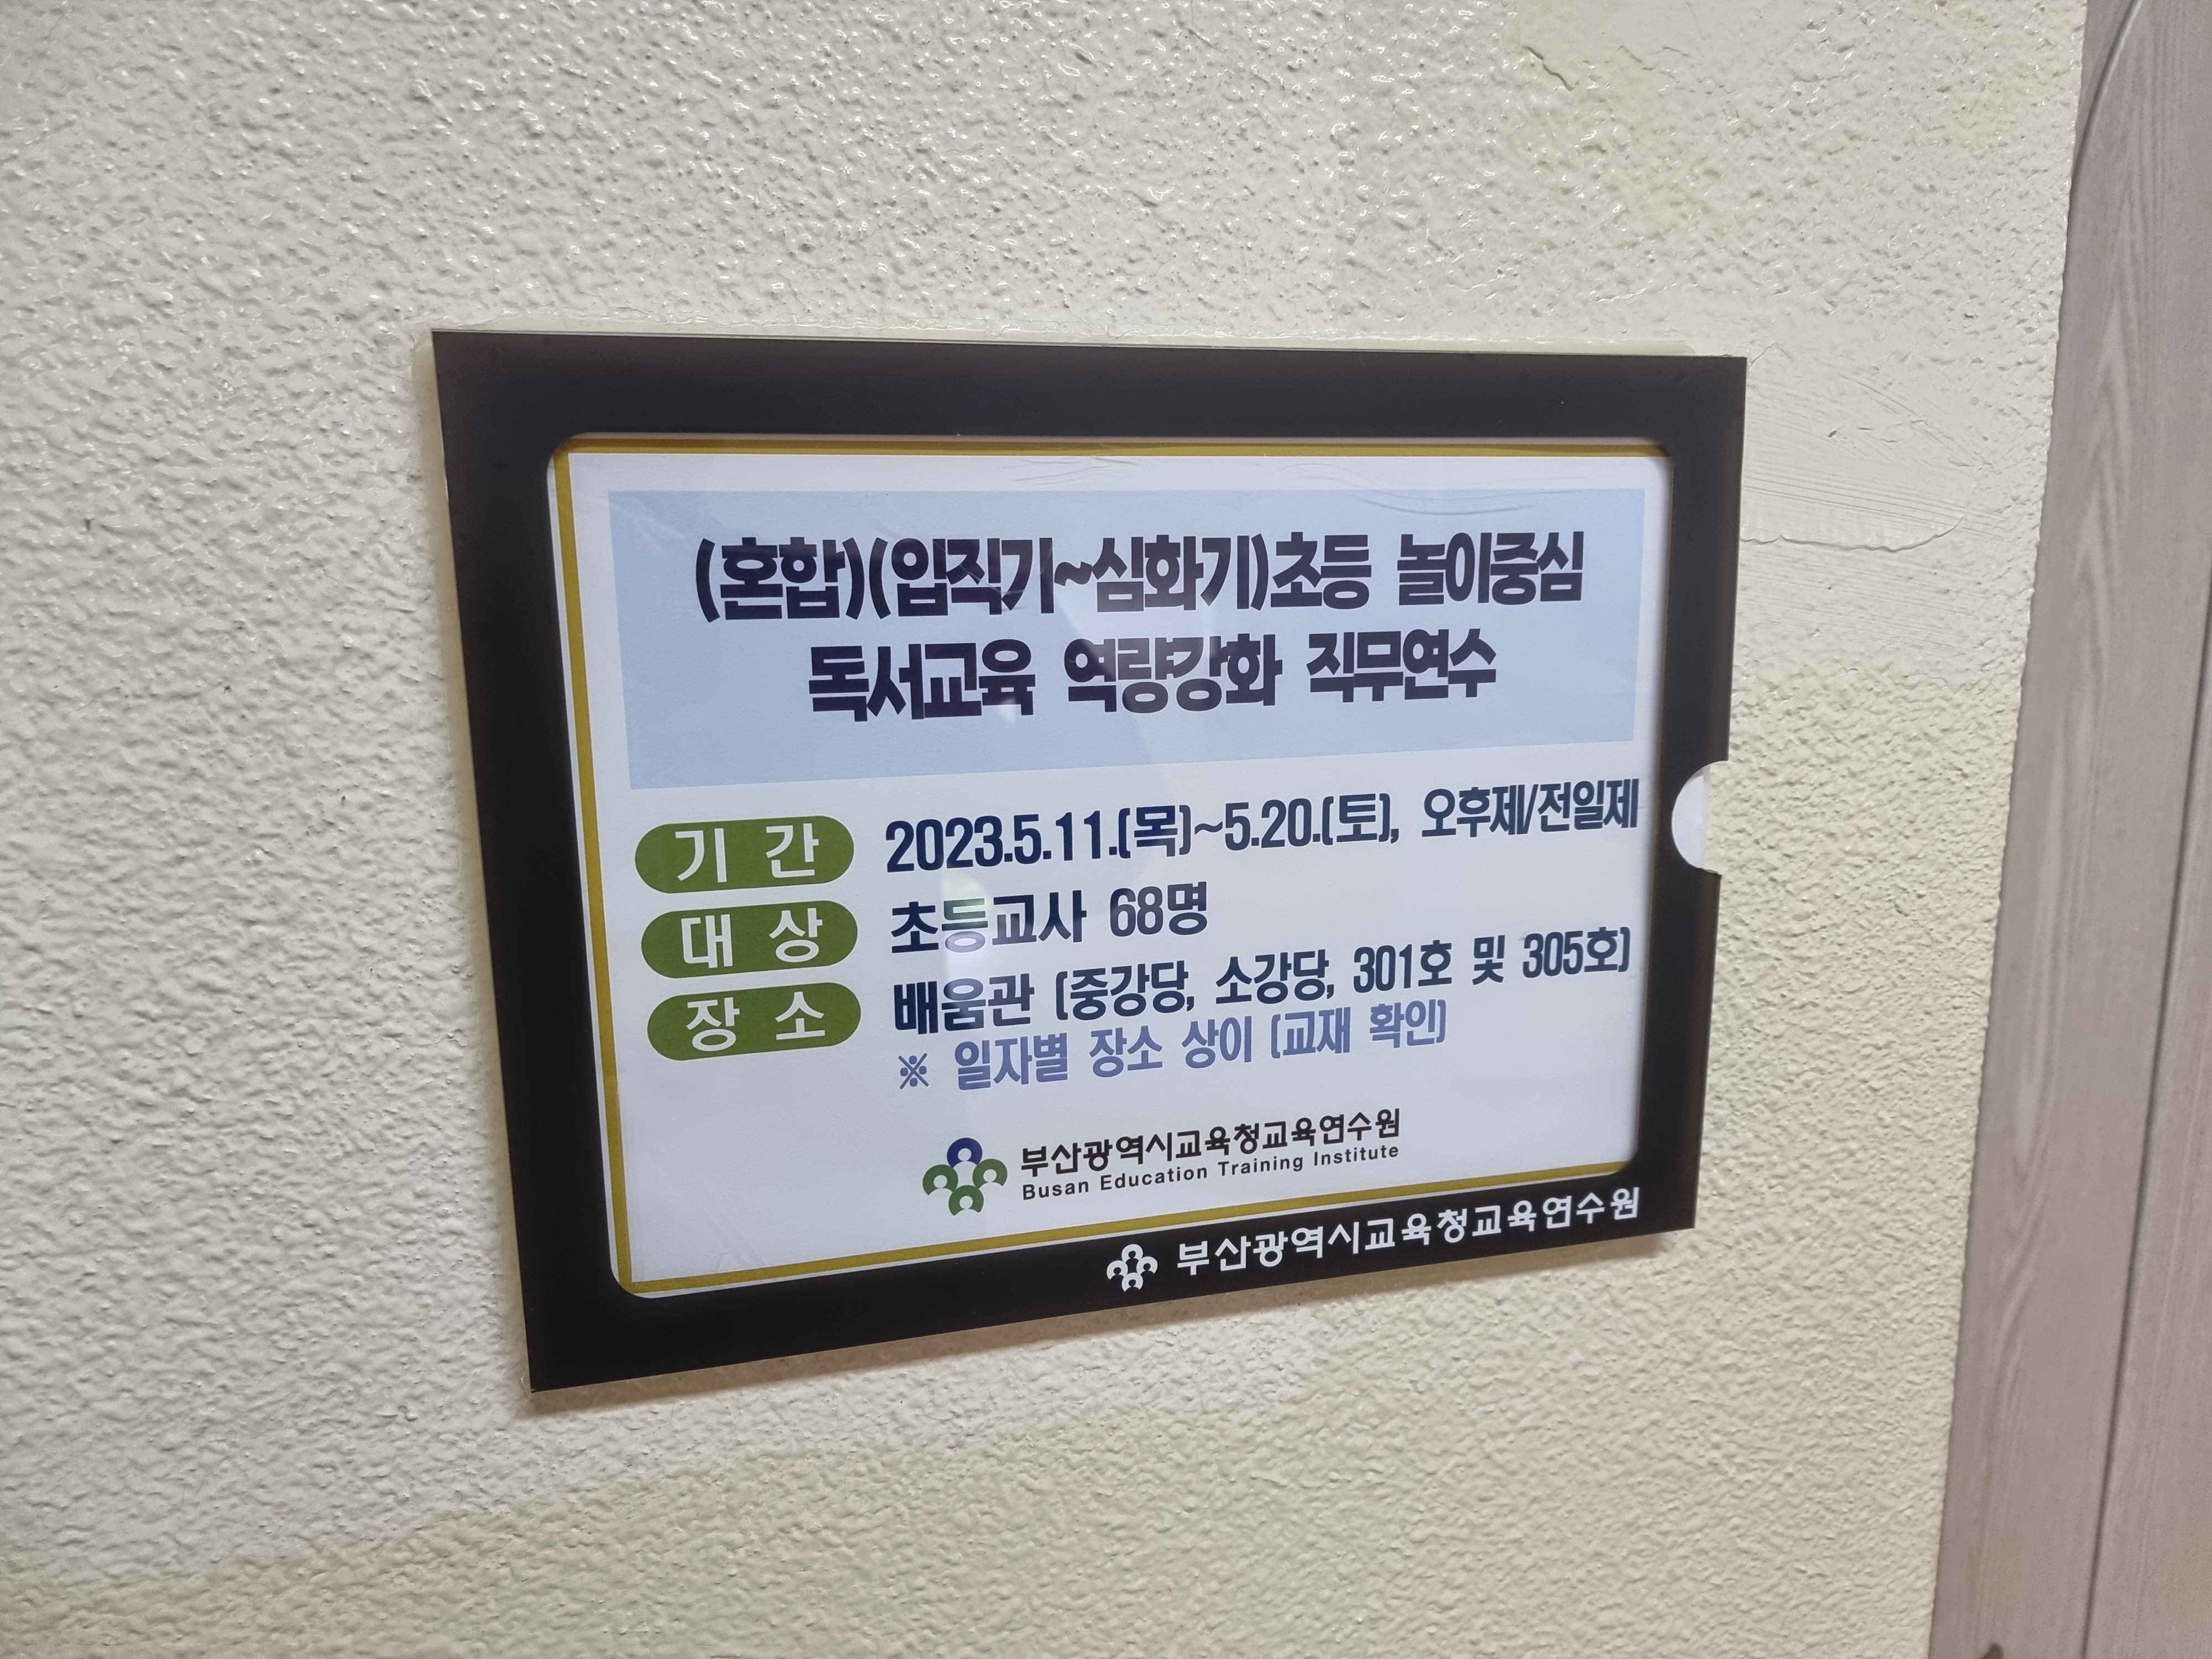 (혼합)(입직기~심화기)초등 놀이중심
독서교육 역량강화 직무연수
기 간 2023.5.11.(목)~5.20.(토), 오후제/전일제
대 상 초등교사 68명
장 소 배움관 (중강당, 소강당, 301호 및 305호)
※ 일자별 장소 상이 (교재 확인)
부산광역시교육청교육연수원
Busan Education Training Institute
부산광역시교육청교육연수원